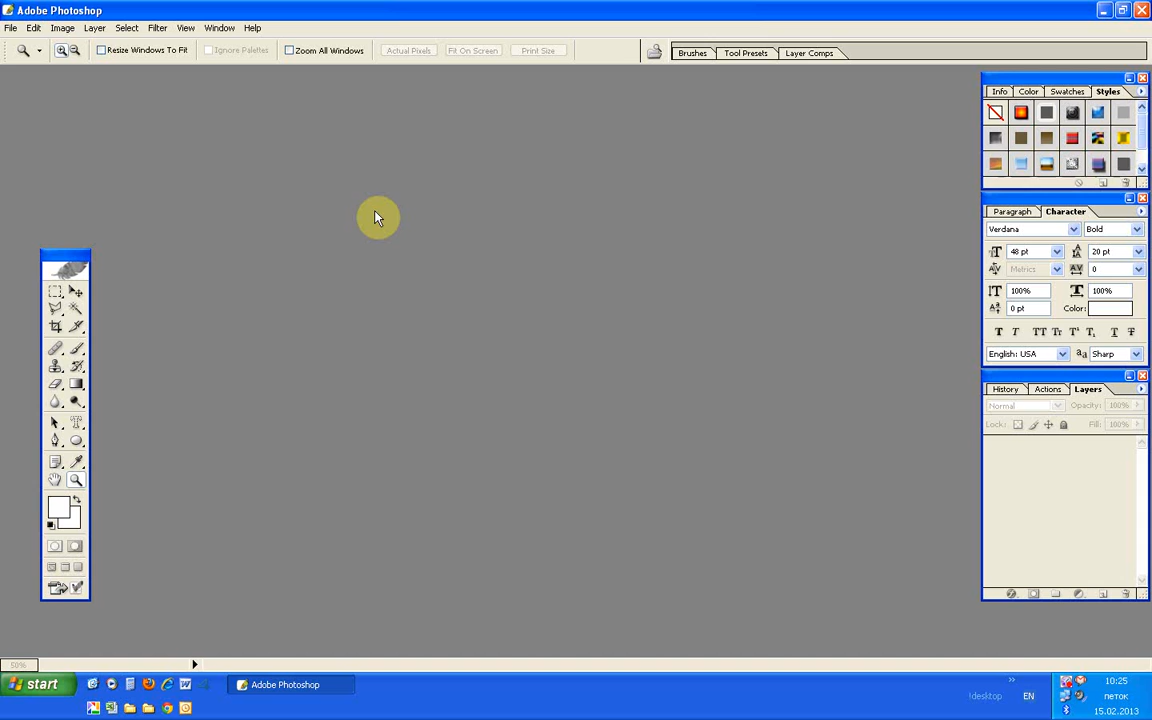 Adobe Photoshop
File Edit Image Layer Select Filter View Window Help
Resize Windows To Fit Ignore Palettes Zoom All Windows Actual Pixels Fit On Screen Print Size Brushes Tool Presets Layer Comps
Info Color Swatches Styles
Paragraph Character
Verdana Bold
48 pt 20 pt
Metrics 0
100% 100%
0 pt Color:
English: USA aa Sharp
History Actions Layers
Normal Opacity: 100%
Lock: Fill: 100%
50%
start Adobe Photoshop !desktop EN 10:25
петок
15.02.2013